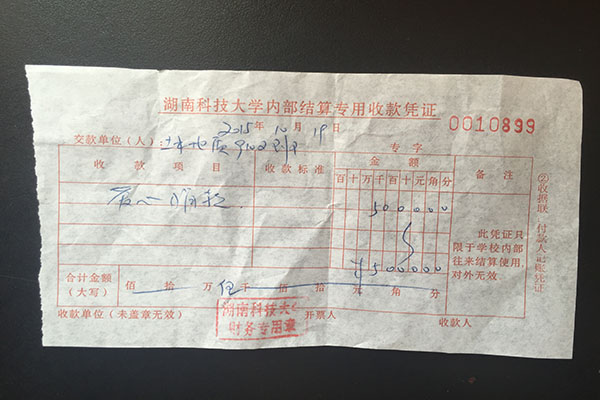 湖南科技大学内部结算专用收款凭证
2015年10月19日
0010899
交款单位(人):
专 字
收款项目 收款标准 金额 备注
百十万千百十元角分
爱心捐款
500000
此凭证只限于学校内部往来结算使用,对外无效
¥500000
合计金额(大写) 佰 拾 万 伍 千 佰 拾 元 角 分
收款单位(未盖章无效) 开票人 收款人
湖南科技大学
财务专用章
②收据联 付款人记账凭证